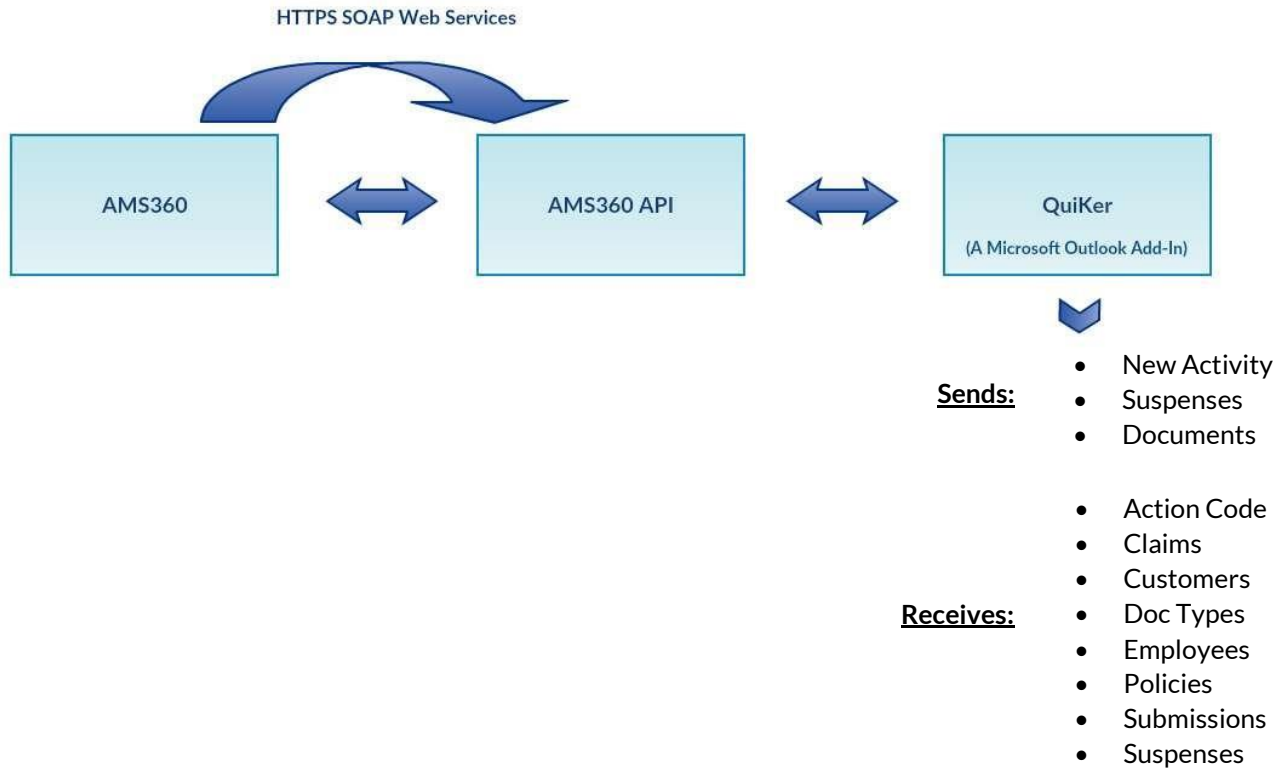 HTTPS SOAP Web Services
AMS360
AMS360 API
QuiKer
(A Microsoft Outlook Add-In)
Sends:
• New Activity
• Suspenses
• Documents
Receives:
• Action Code
• Claims
• Customers
• Doc Types
• Employees
• Policies
• Submissions
• Suspenses